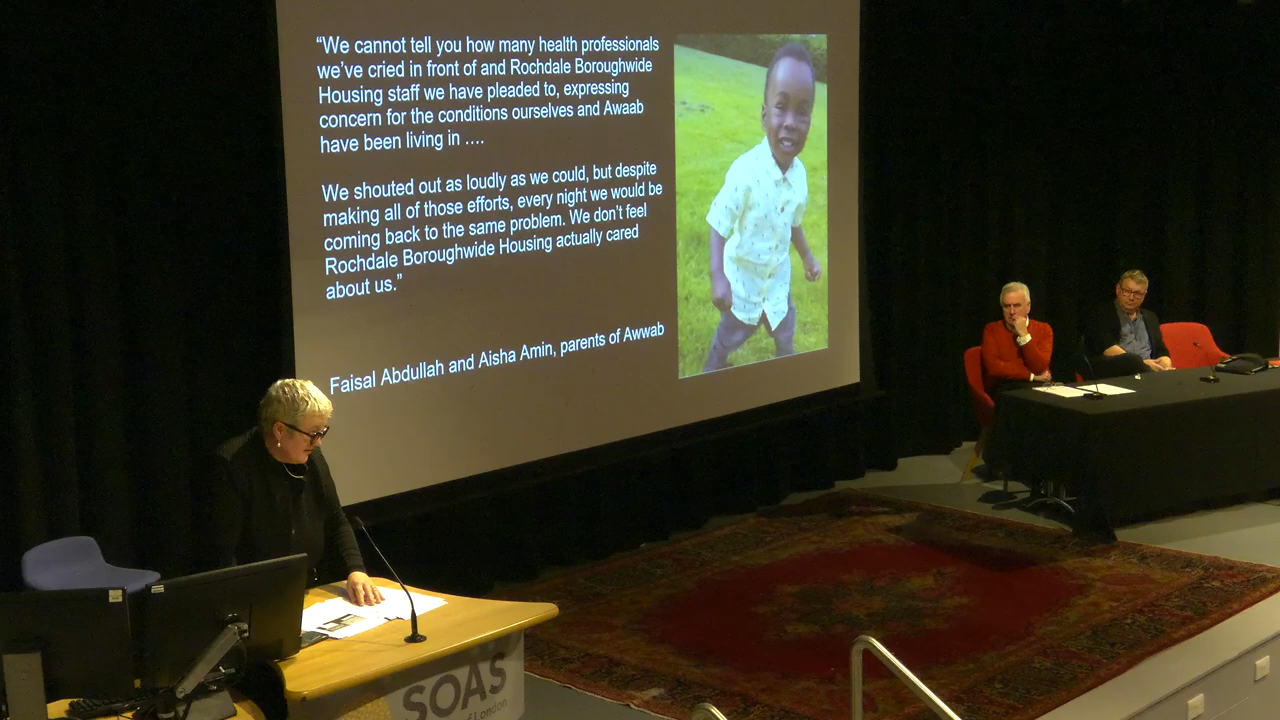 “We cannot tell you how many health professionals
we’ve cried in front of and Rochdale Boroughwide
Housing staff we have pleaded to, expressing
concern for the conditions ourselves and Awaab
have been living in ….
We shouted out as loudly as we could, but despite
making all of those efforts, every night we would be
coming back to the same problem. We don’t feel
Rochdale Boroughwide Housing actually cared
about us.”
Faisal Abdullah and Aisha Amin, parents of Awwab
SOAS
of London